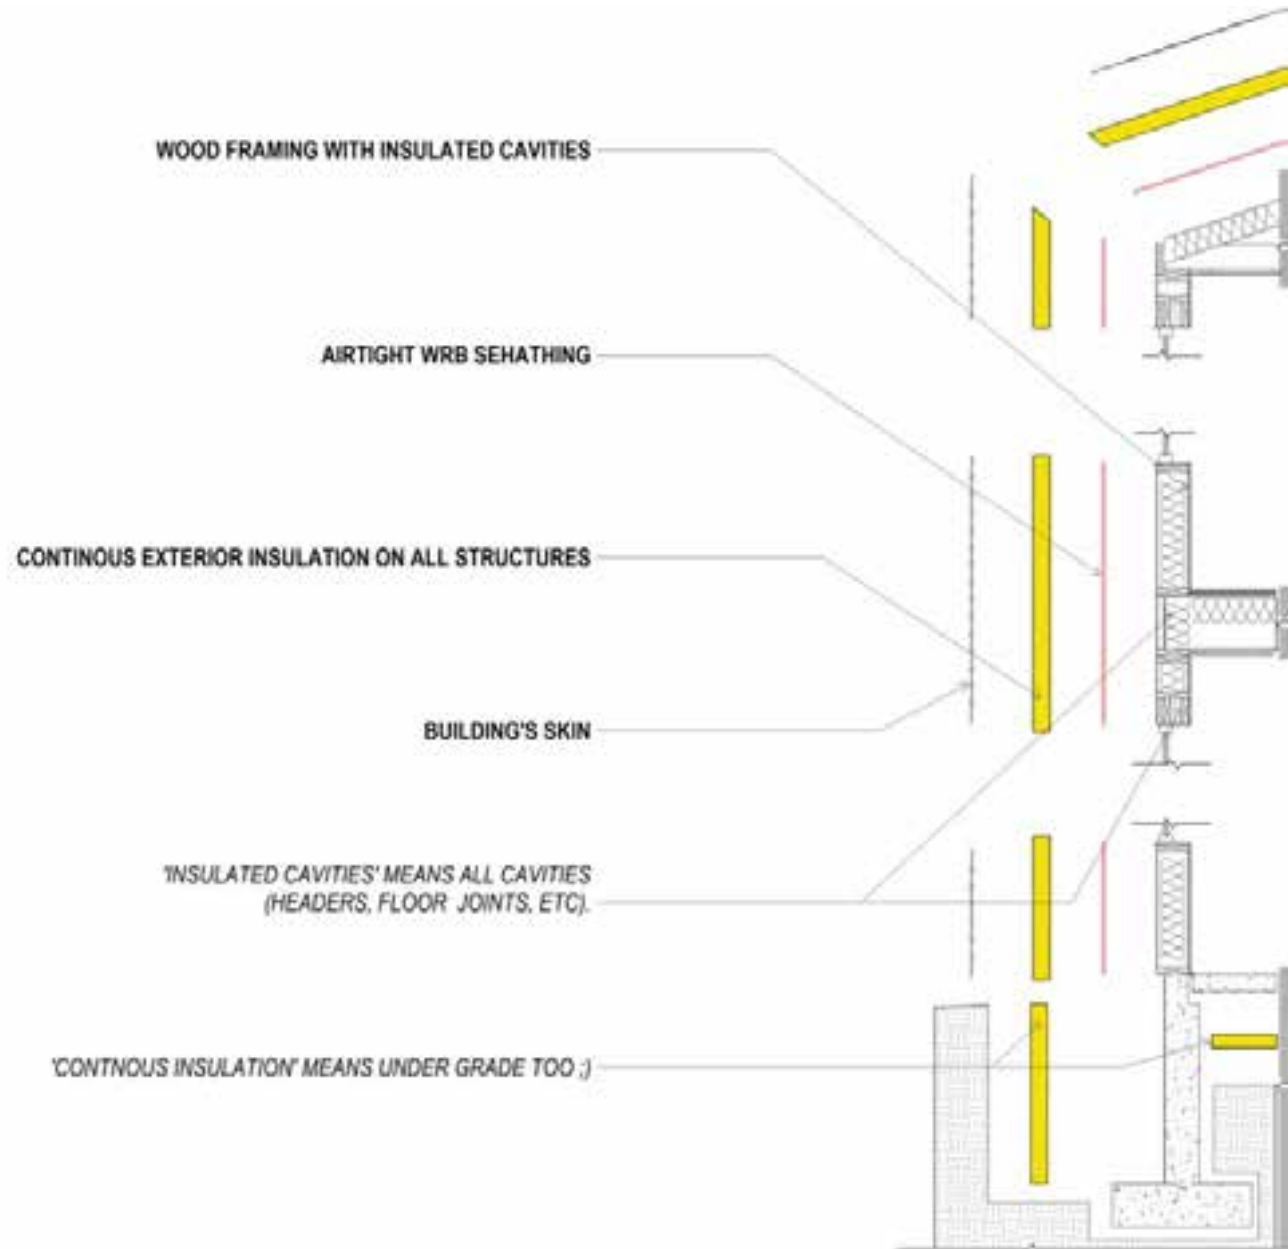 WOOD FRAMING WITH INSULATED CAVITIES
AIRTIGHT WRB SEHATHING
CONTINOUS EXTERIOR INSULATION ON ALL STRUCTURES
BUILDING'S SKIN
'INSULATED CAVITIES' MEANS ALL CAVITIES
(HEADERS, FLOOR JOINTS, ETC).
'CONTNOUS INSULATION' MEANS UNDER GRADE TOO ;)